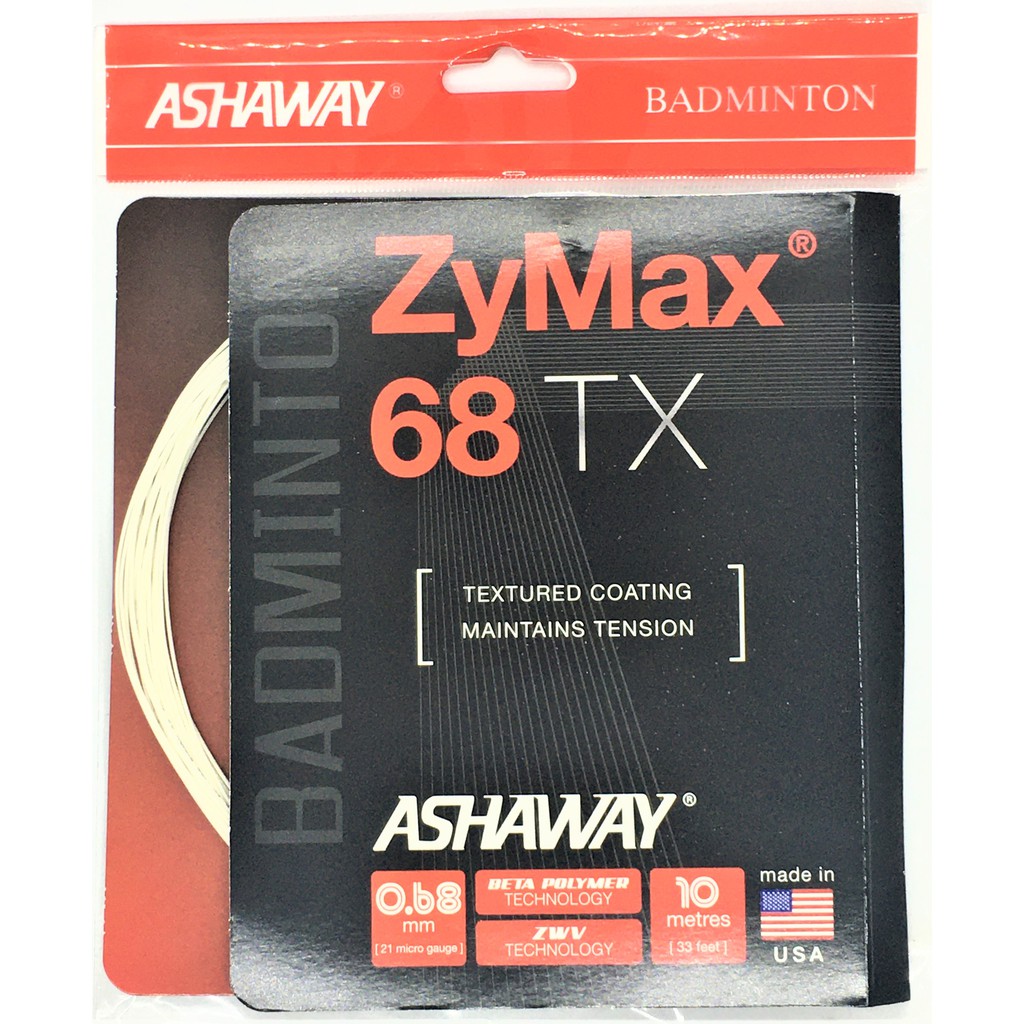 ASHAWAY®
BADMINTON
BADMINTON
ZyMax®
68 TX
TEXTURED COATING
MAINTAINS TENSION
ASHAWAY®
0.68
mm
[21 micro gauge]
BETA POLYMER
TECHNOLOGY
ZWV
TECHNOLOGY
10
metres
[33 feet]
made in
USA